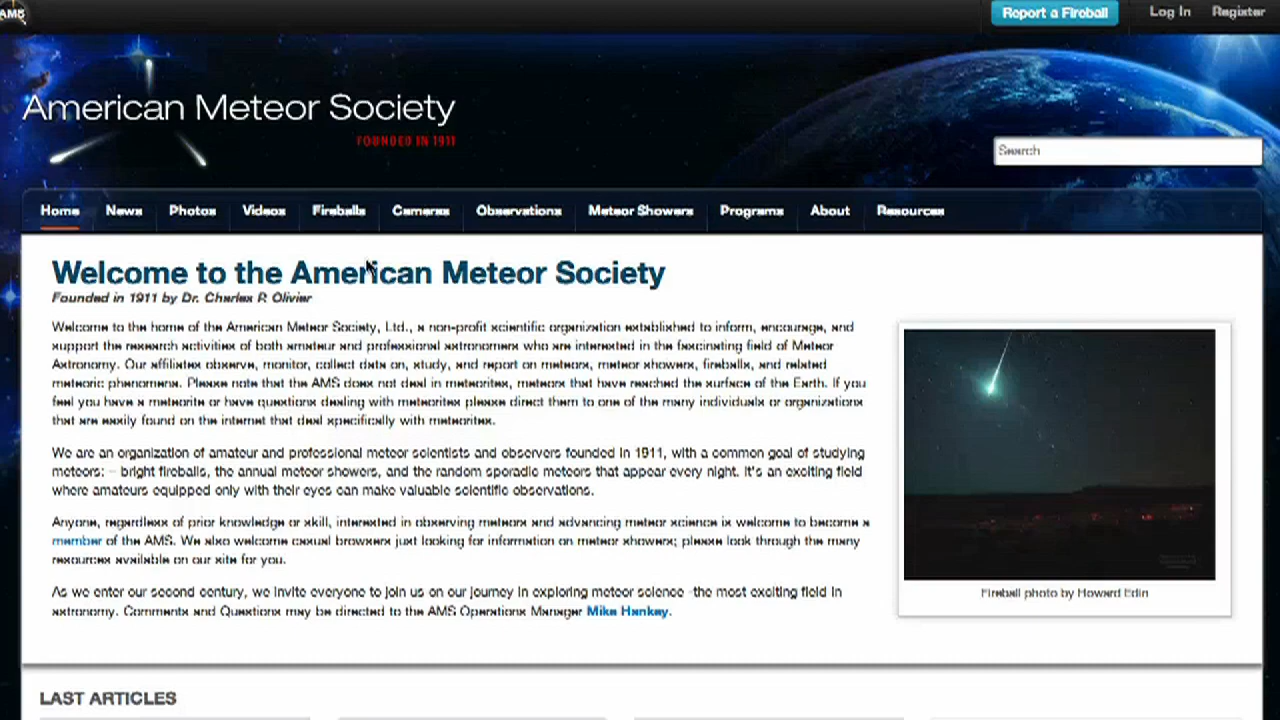 AMS
Report a Fireball
Log In
Register
American Meteor Society
FOUNDED IN 1911
Search
Home
News
Photos
Videos
Fireballs
Cameras
Observations
Meteor Showers
Programs
About
Resources
Welcome to the American Meteor Society
Founded in 1911 by Dr. Charles P. Olivier
Welcome to the home of the American Meteor Society, Ltd., a non-profit scientific organization established to inform, encourage, and
support the research activities of both amateur and professional astronomers who are interested in the fascinating field of Meteor
Astronomy. Our affiliates observe, monitor, collect data on, study, and report on meteors, meteor showers, fireballs, and related
meteoric phenomena. Please note that the AMS does not deal in meteorites, meteors that have reached the surface of the Earth. If you
feel you have a meteorite or have questions dealing with meteorites please direct them to one of the many individuals or organizations
that are easily found on the internet that deal specifically with meteorites.
We are an organization of amateur and professional meteor scientists and observers founded in 1911, with a common goal of studying
meteors: – bright fireballs, the annual meteor showers, and the random sporadic meteors that appear every night. It's an exciting field
where amateurs equipped only with their eyes can make valuable scientific observations.
Anyone, regardless of prior knowledge or skill, interested in observing meteors and advancing meteor science is welcome to become a
member of the AMS. We also welcome casual browsers just looking for information on meteor showers; please look through the many
resources available on our site for you.
As we enter our second century, we invite everyone to join us on our journey in exploring meteor science -the most exciting field in
astronomy. Comments and Questions may be directed to the AMS Operations Manager Mike Hankey.
Fireball photo by Howard Edin
LAST ARTICLES